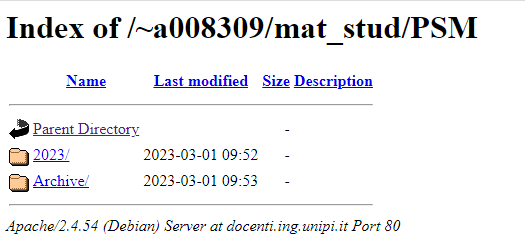 Index of /~a008309/mat_stud/PSM
Name Last modified Size Description
Parent Directory -
2023/ 2023-03-01 09:52 -
Archive/ 2023-03-01 09:53 -
Apache/2.4.54 (Debian) Server at docenti.ing.unipi.it Port 80